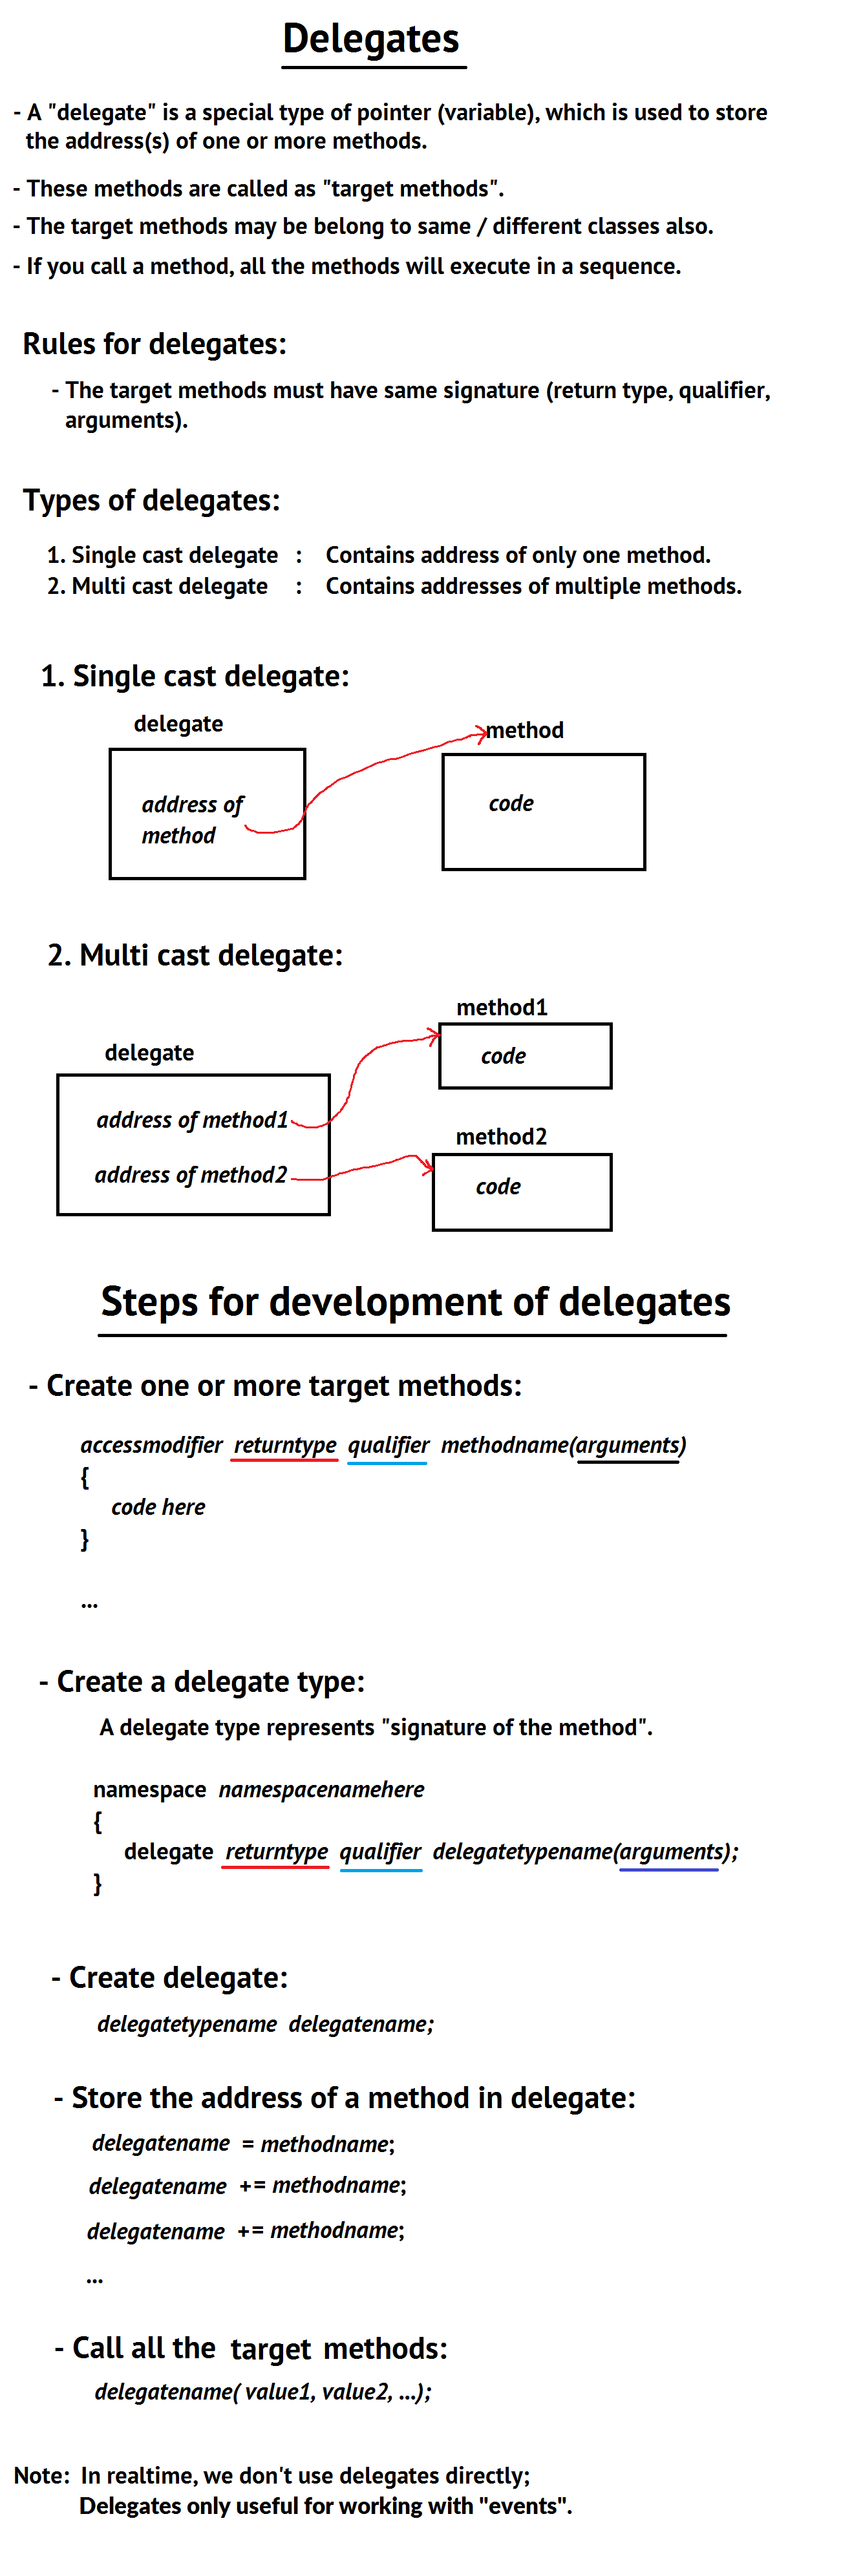 Delegates
- A "delegate" is a special type of pointer (variable), which is used to store
the address(s) of one or more methods.
- These methods are called as "target methods".
- The target methods may be belong to same / different classes also.
- If you call a method, all the methods will execute in a sequence.
Rules for delegates:
- The target methods must have same signature (return type, qualifier,
arguments).
Types of delegates:
1. Single cast delegate : Contains address of only one method.
2. Multi cast delegate : Contains addresses of multiple methods.
1. Single cast delegate:
delegate
method
address of
method
code
2. Multi cast delegate:
method1
code
delegate
address of method1
address of method2
method2
code
Steps for development of delegates
- Create one or more target methods:
accessmodifier returntype qualifier methodname(arguments)
{
code here
}
...
- Create a delegate type:
A delegate type represents "signature of the method".
namespace namespacenamehere
{
delegate returntype qualifier delegatetypename(arguments);
}
- Create delegate:
delegatetypename delegatename;
- Store the address of a method in delegate:
delegatename = methodname;
delegatename += methodname;
delegatename += methodname;
...
- Call all the target methods:
delegatename( value1, value2, ...);
Note: In realtime, we don't use delegates directly;
Delegates only useful for working with "events".